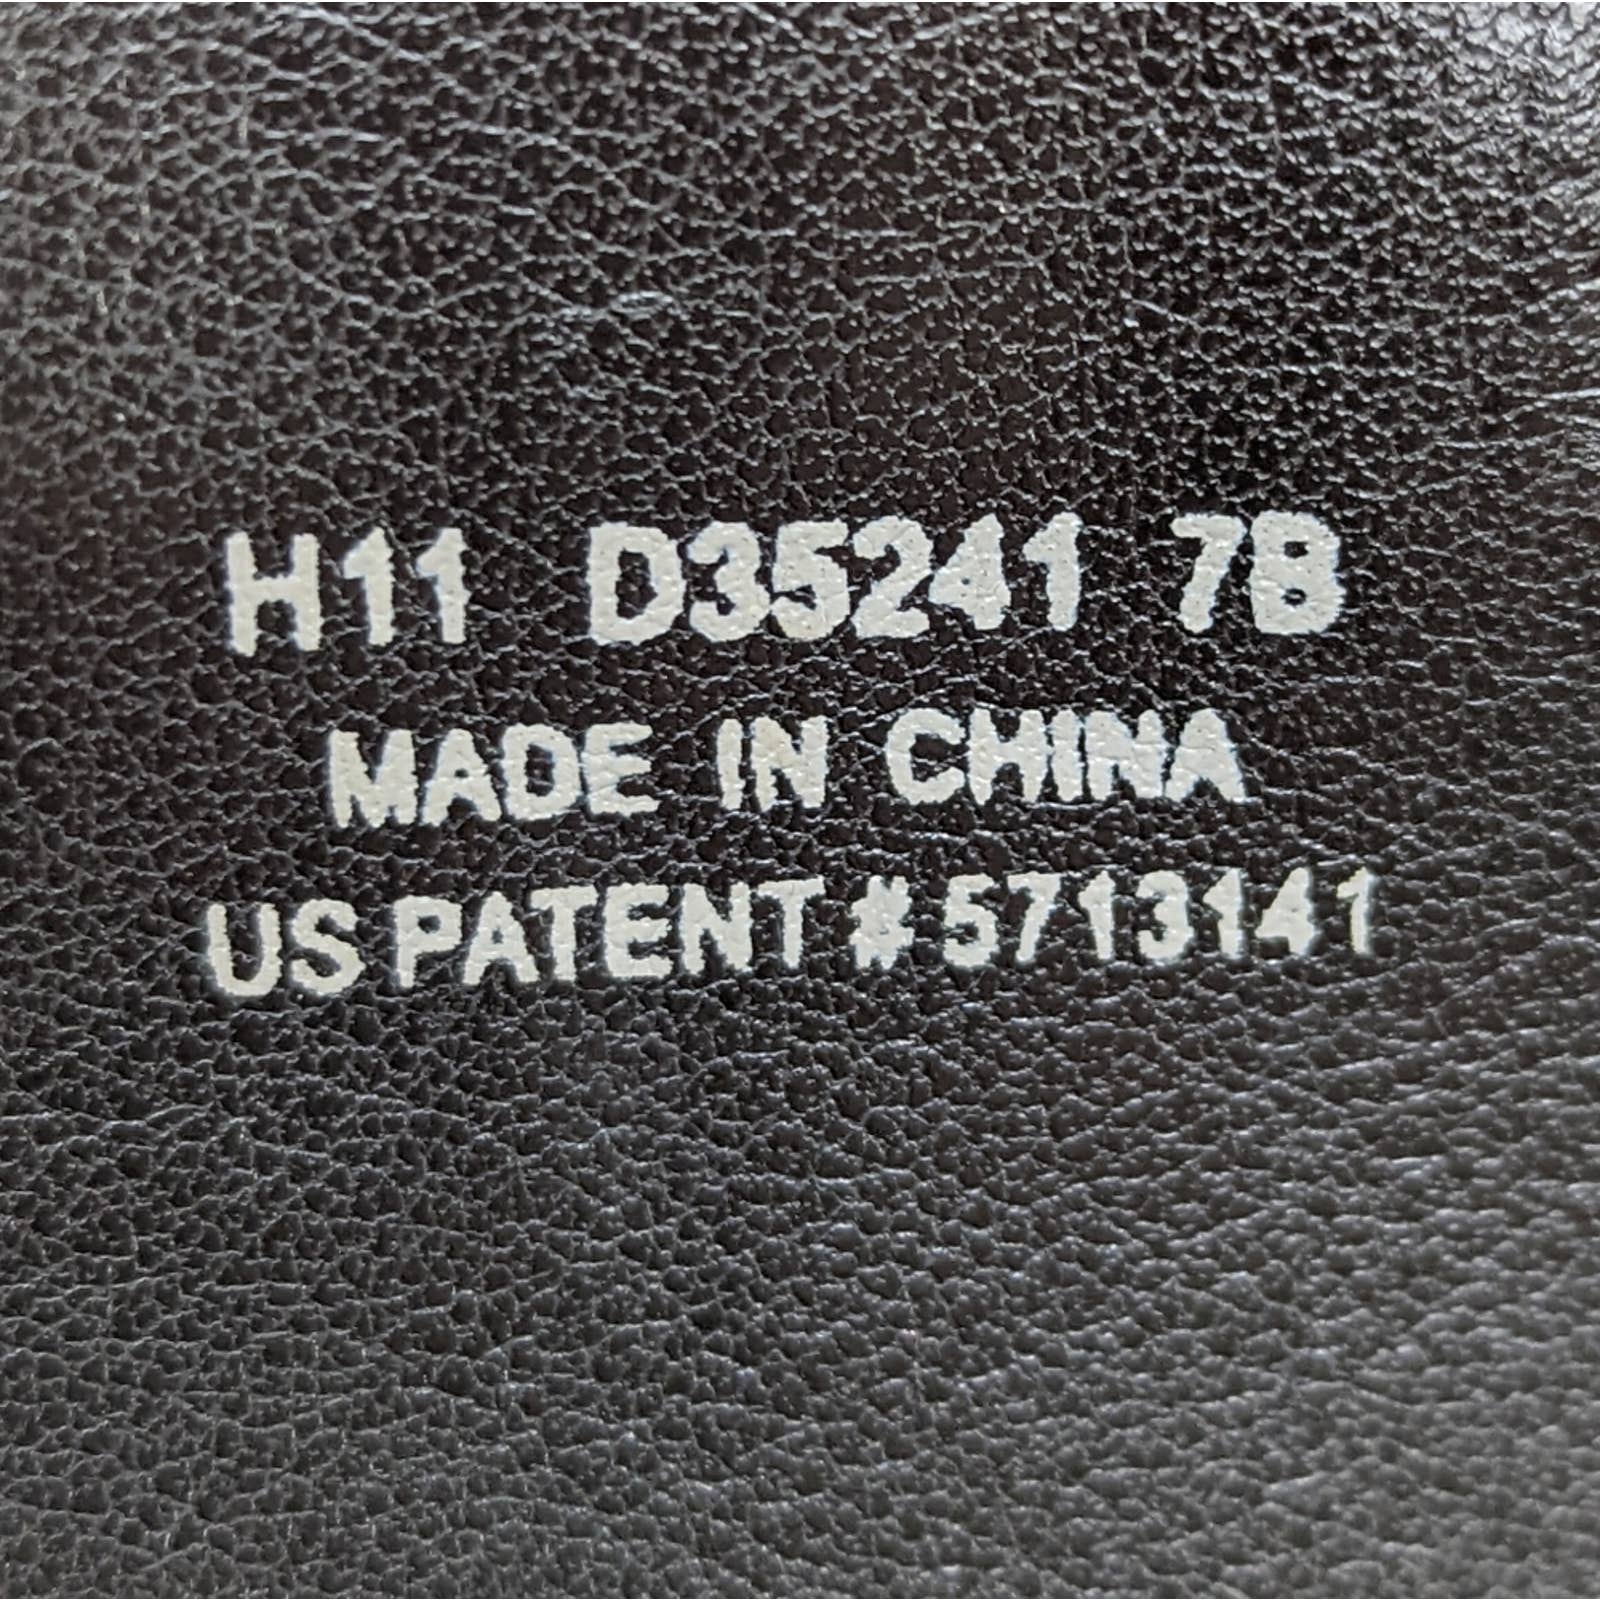 H11 D35241 7B
MADE IN CHINA
US PATENT # 5713141